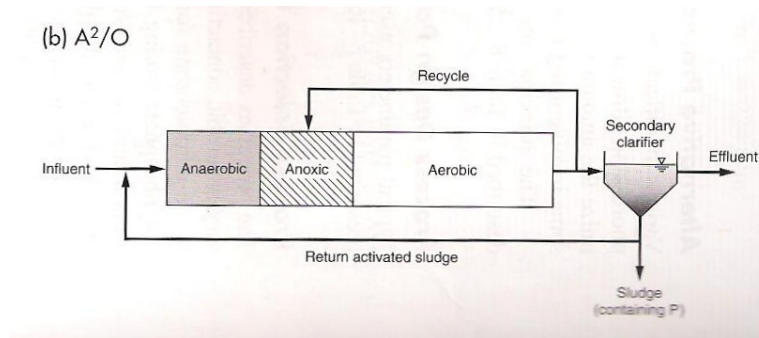 (b) A²/O
Recycle
Secondary
clarifier
Influent
Anaerobic
Anoxic
Aerobic
Effluent
Return activated sludge
Sludge
(containing P)